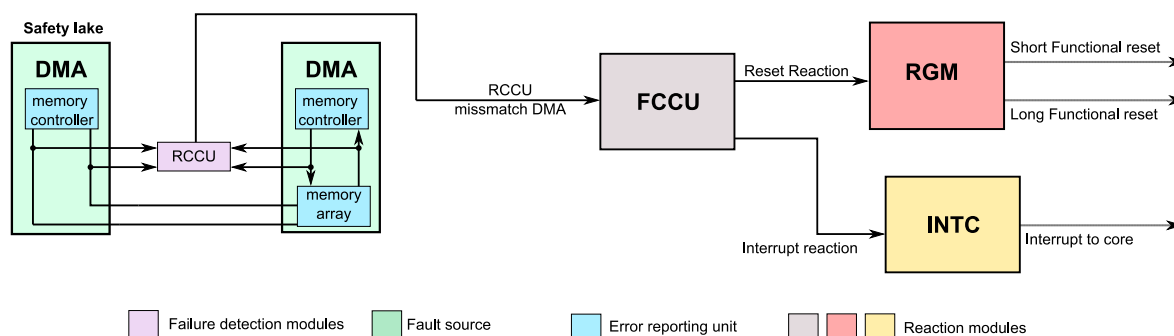 Safety lake
DMA
memory
controller
RCCU
DMA
memory
controller
memory
array
RCCU
missmatch DMA
FCCU
Reset Reaction
Interrupt reaction
RGM
Short Functional reset
Long Functional reset
INTC
Interrupt to core
Failure detection modules
Fault source
Error reporting unit
Reaction modules